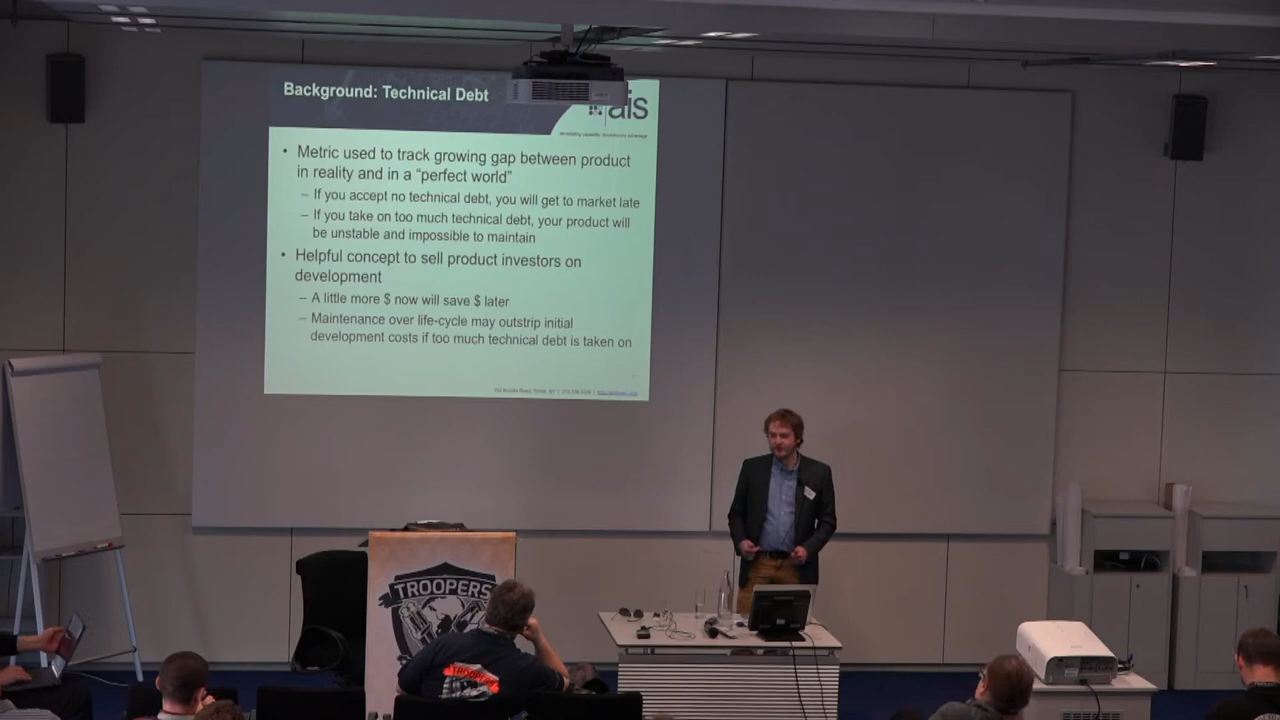 Background: Technical Debt
ais
• Metric used to track growing gap between product
in reality and in a “perfect world”
– If you accept no technical debt, you will get to market late
– If you take on too much technical debt, your product will
be unstable and impossible to maintain
• Helpful concept to sell product investors on
development
– A little more $ now will save $ later
– Maintenance over life-cycle may outstrip initial
development costs if too much technical debt is taken on
TROOPERS
TROOPERS